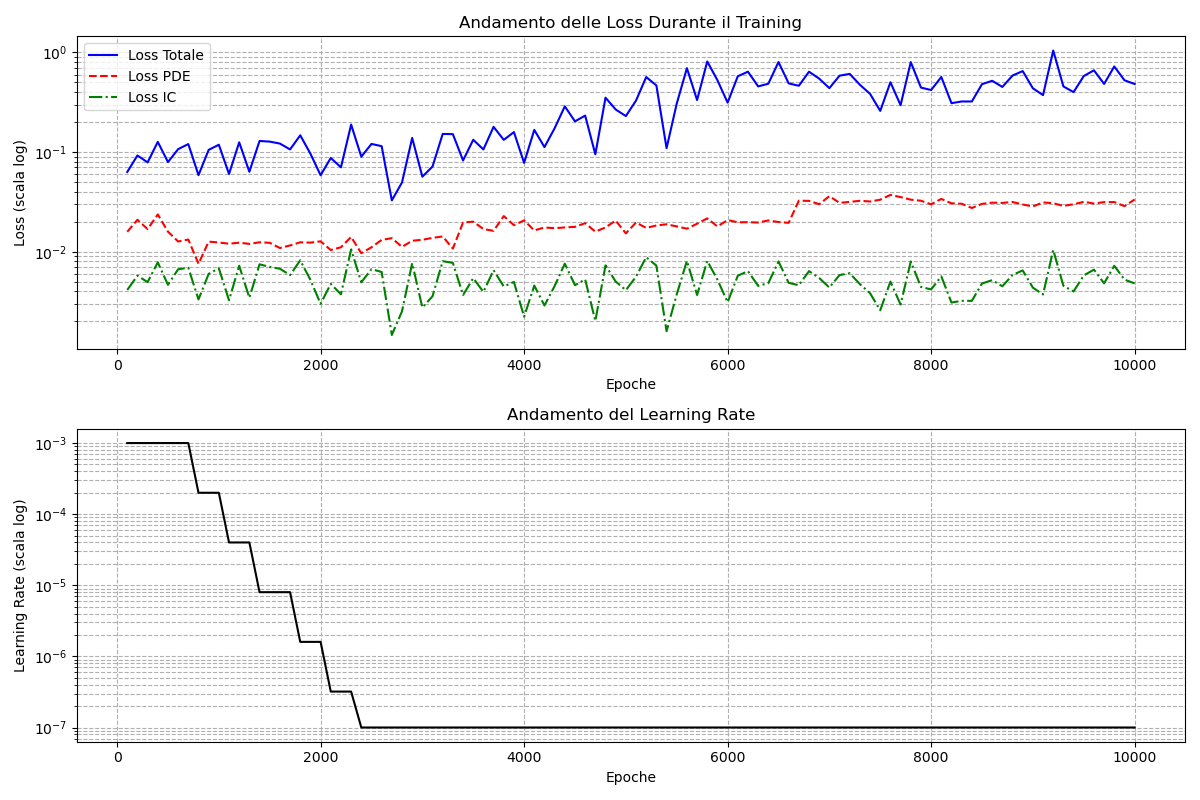 Andamento delle Loss Durante il Training
Loss (scala log)
10⁰
10⁻¹
10⁻²
Loss Totale
Loss PDE
Loss IC
0 2000 4000 6000 8000 10000
Epoche
Andamento del Learning Rate
Learning Rate (scala log)
10⁻³
10⁻⁴
10⁻⁵
10⁻⁶
10⁻⁷
0 2000 4000 6000 8000 10000
Epoche